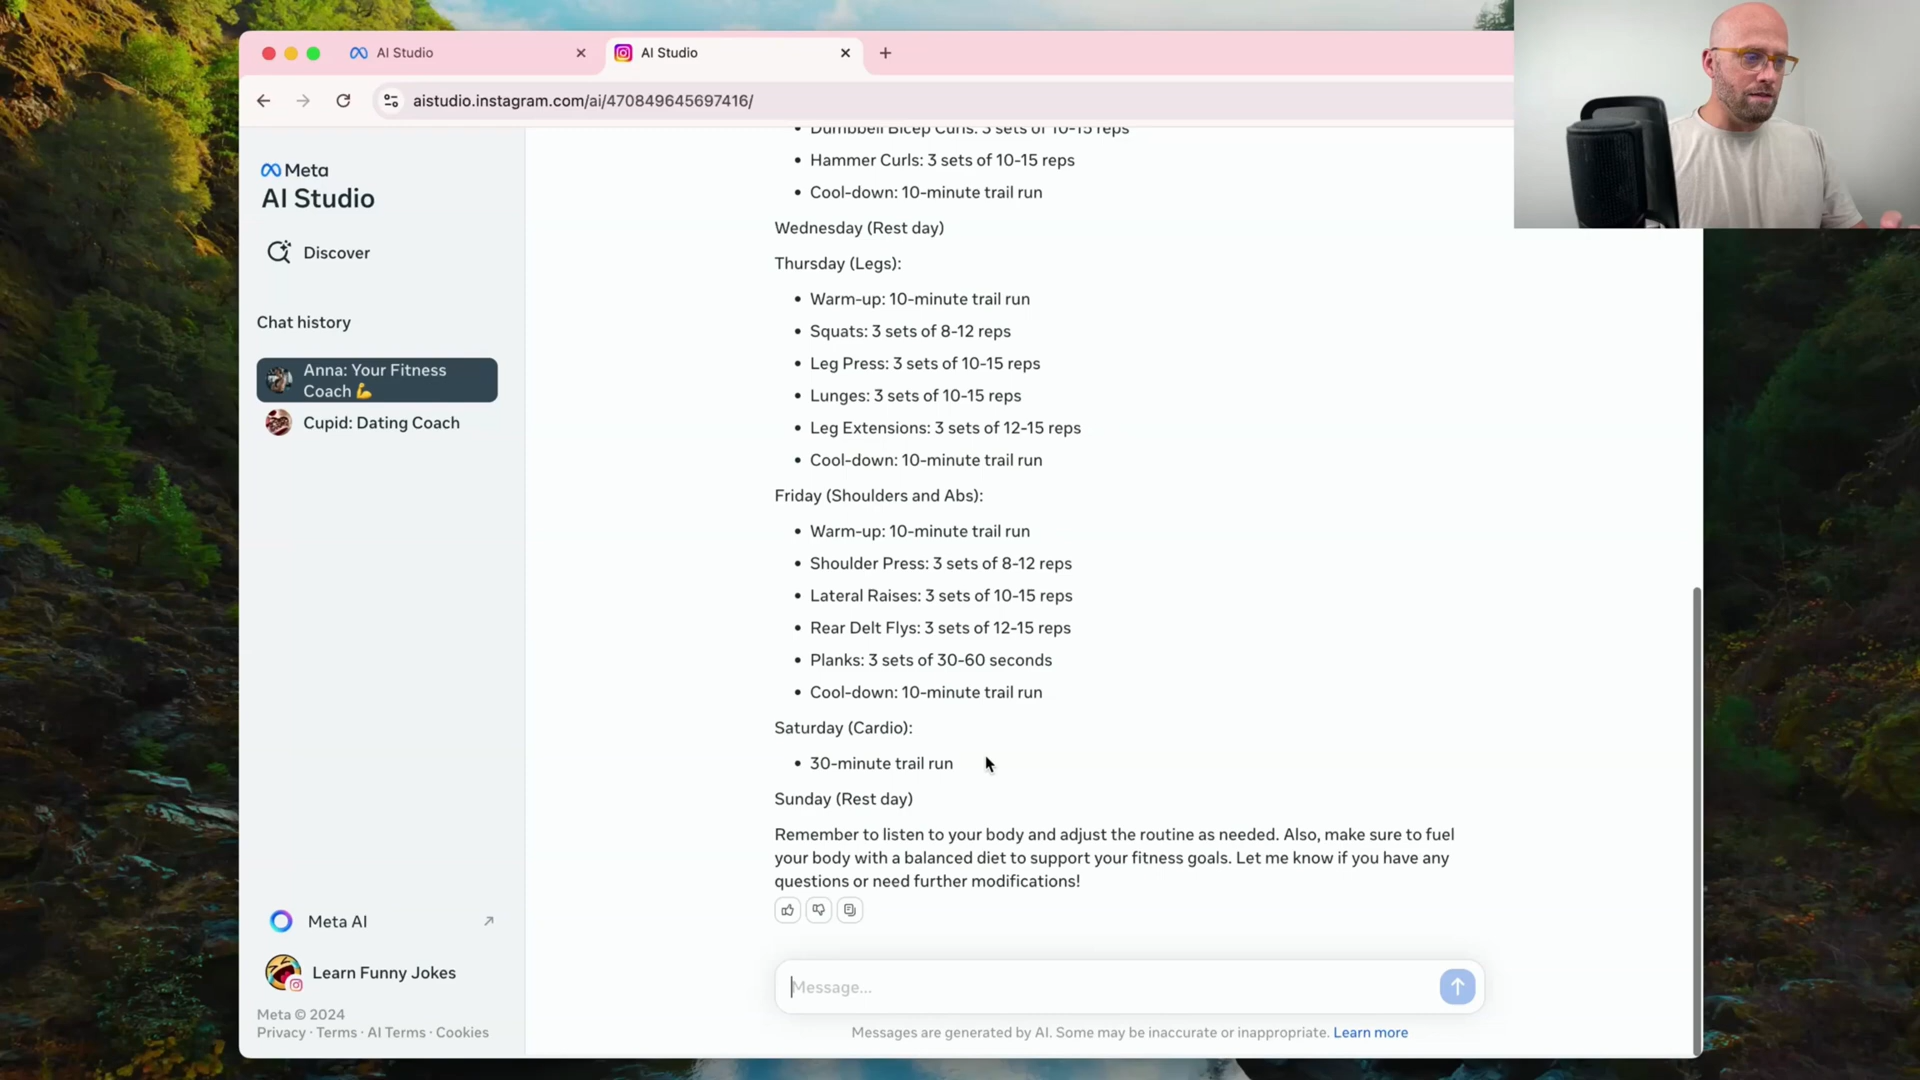 AI Studio
AI Studio
aistudio.instagram.com/ai/470849645697416/
Meta
AI Studio
Discover
Chat history
Anna: Your Fitness
Coach 💪
Cupid: Dating Coach
Meta AI
Learn Funny Jokes
Meta © 2024
Privacy · Terms · AI Terms · Cookies
• Dumbbell Bicep Curls: 3 sets of 10-15 reps
• Hammer Curls: 3 sets of 10-15 reps
• Cool-down: 10-minute trail run
Wednesday (Rest day)
Thursday (Legs):
• Warm-up: 10-minute trail run
• Squats: 3 sets of 8-12 reps
• Leg Press: 3 sets of 10-15 reps
• Lunges: 3 sets of 10-15 reps
• Leg Extensions: 3 sets of 12-15 reps
• Cool-down: 10-minute trail run
Friday (Shoulders and Abs):
• Warm-up: 10-minute trail run
• Shoulder Press: 3 sets of 8-12 reps
• Lateral Raises: 3 sets of 10-15 reps
• Rear Delt Flys: 3 sets of 12-15 reps
• Planks: 3 sets of 30-60 seconds
• Cool-down: 10-minute trail run
Saturday (Cardio):
• 30-minute trail run
Sunday (Rest day)
Remember to listen to your body and adjust the routine as needed. Also, make sure to fuel
your body with a balanced diet to support your fitness goals. Let me know if you have any
questions or need further modifications!
Message...
Messages are generated by AI. Some may be inaccurate or inappropriate. Learn more